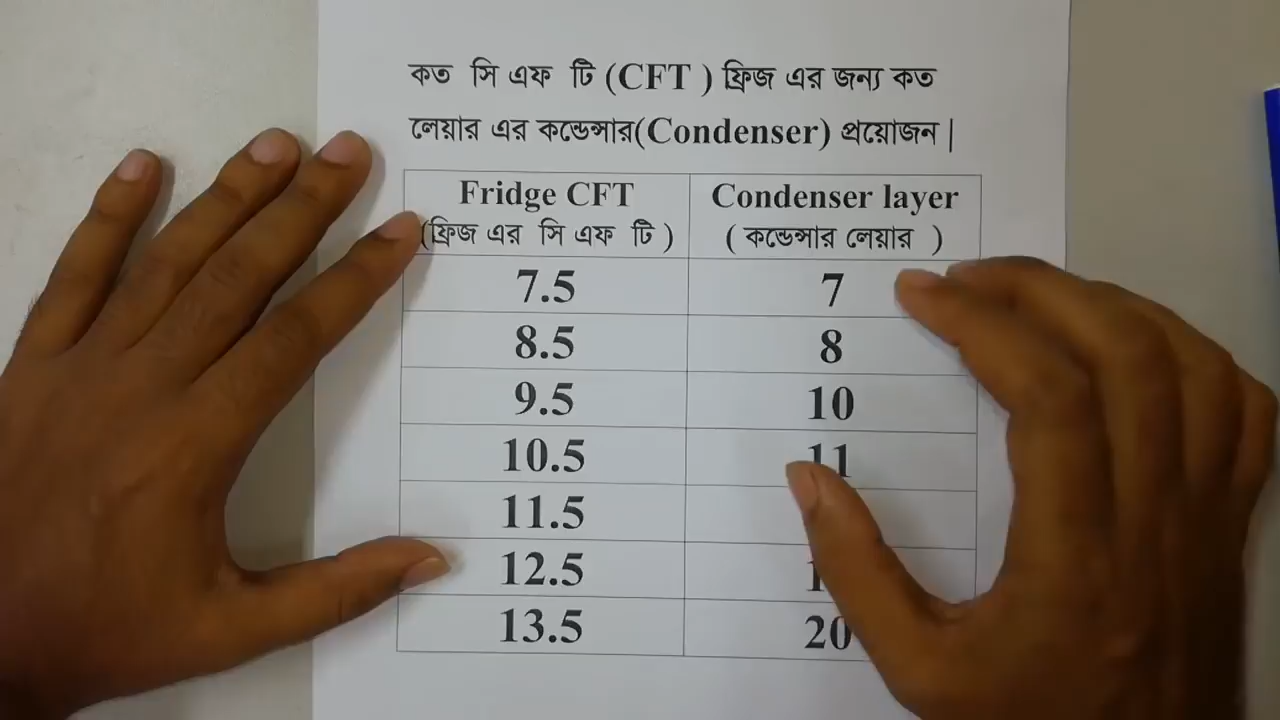 কত সি এফ টি (CFT ) ফ্রিজ এর জন্য কত
লেয়ার এর কন্ডেন্সার(Condenser) প্রয়োজন |
Fridge CFT Condenser layer
(ফ্রিজ এর সি এফ টি ) ( কন্ডেন্সার লেয়ার )
7.5 7
8.5 8
9.5 10
10.5 11
11.5
12.5
13.5 20